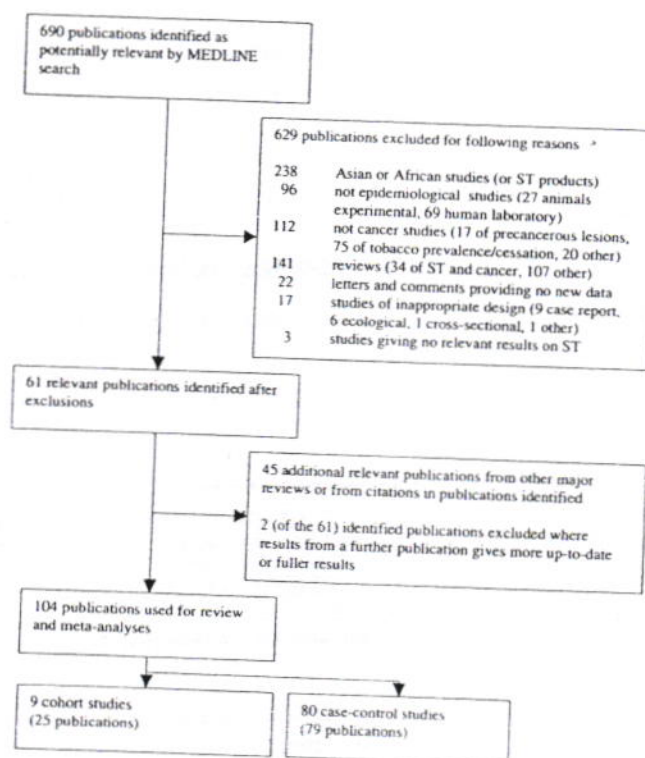 690 publications identified as
potentially relevant by MEDLINE
search
629 publications excluded for following reasons
238 Asian or African studies (or ST products)
96 not epidemiological studies (27 animals
experimental, 69 human laboratory)
112 not cancer studies (17 of precancerous lesions,
75 of tobacco prevalence/cessation, 20 other)
141 reviews (34 of ST and cancer, 107 other)
22 letters and comments providing no new data
17 studies of inappropriate design (9 case report,
6 ecological, 1 cross-sectional, 1 other)
3 studies giving no relevant results on ST
61 relevant publications identified after
exclusions
45 additional relevant publications from other major
reviews or from citations in publications identified
2 (of the 61) identified publications excluded where
results from a further publication gives more up-to-date
or fuller results
104 publications used for review
and meta-analyses
9 cohort studies
(25 publications)
80 case-control studies
(79 publications)